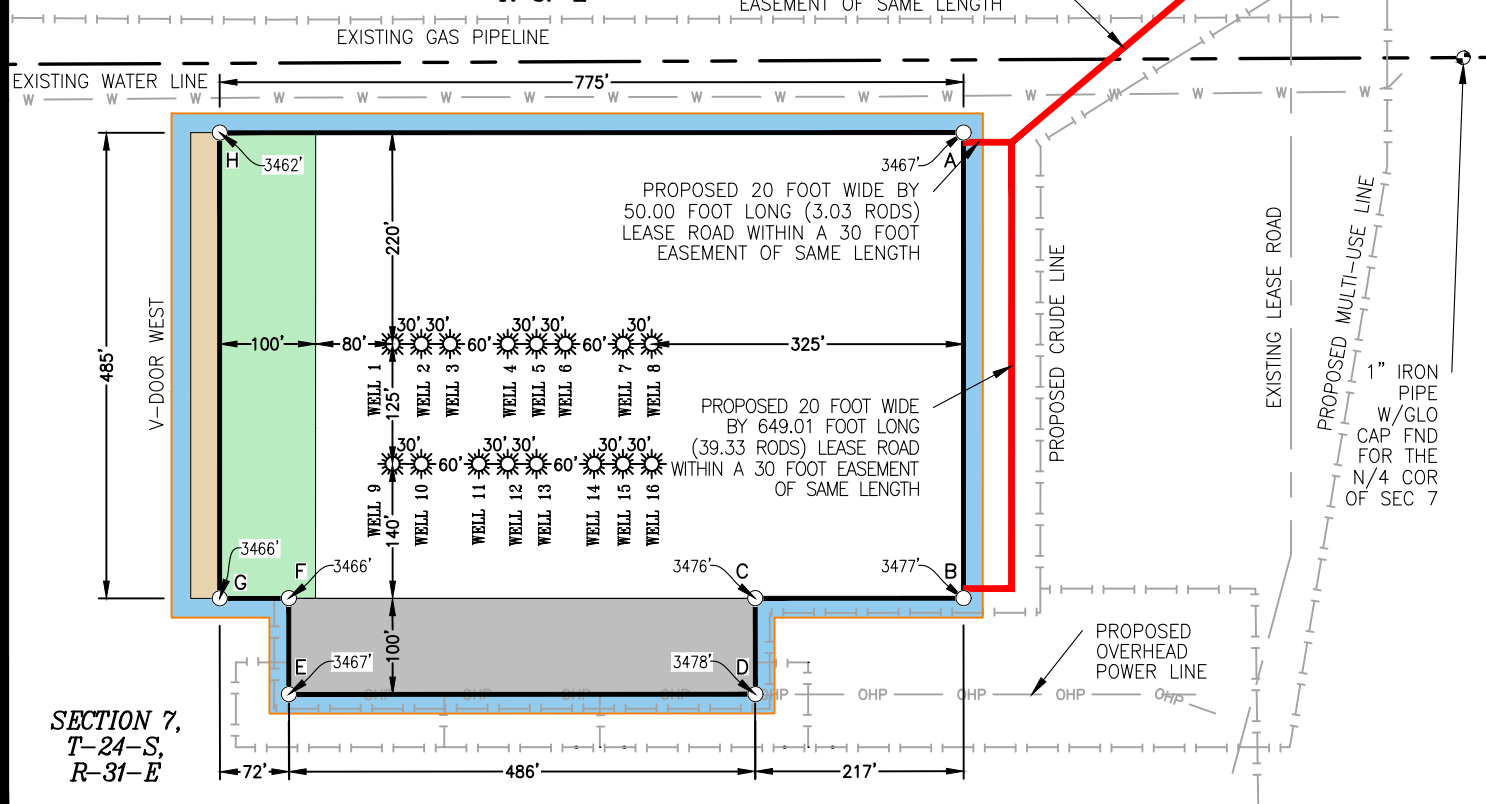 EASEMENT OF SAME LENGTH
EXISTING GAS PIPELINE
EXISTING WATER LINE
775'
W W W W W W W W W W W W W W W W
H
3462'
3467'
A
PROPOSED 20 FOOT WIDE BY
50.00 FOOT LONG (3.03 RODS)
LEASE ROAD WITHIN A 30 FOOT
EASEMENT OF SAME LENGTH
220'
485'
V-DOOR WEST
100'
80'
30' 30'
60'
30' 30'
60'
30'
325'
WELL 1
WELL 2
WELL 3
WELL 4
WELL 5
WELL 6
WELL 7
WELL 8
125'
PROPOSED 20 FOOT WIDE
BY 649.01 FOOT LONG
(39.33 RODS) LEASE ROAD
WITHIN A 30 FOOT EASEMENT
OF SAME LENGTH
30'
60'
30' 30'
60'
30' 30'
WELL 9
WELL 10
WELL 11
WELL 12
WELL 13
WELL 14
WELL 15
WELL 16
140'
PROPOSED CRUDE LINE
EXISTING LEASE ROAD
PROPOSED MULTI-USE LINE
1" IRON
PIPE
W/GLO
CAP FND
FOR THE
N/4 COR
OF SEC 7
3466'
G
F
3466'
3476'
C
3477'
B
100'
E
3467'
3478'
D
PROPOSED
OVERHEAD
POWER LINE
OHP OHP OHP OHP OHP OHP OHP OHP OHP
SECTION 7,
T-24-S,
R-31-E
72'
486'
217'